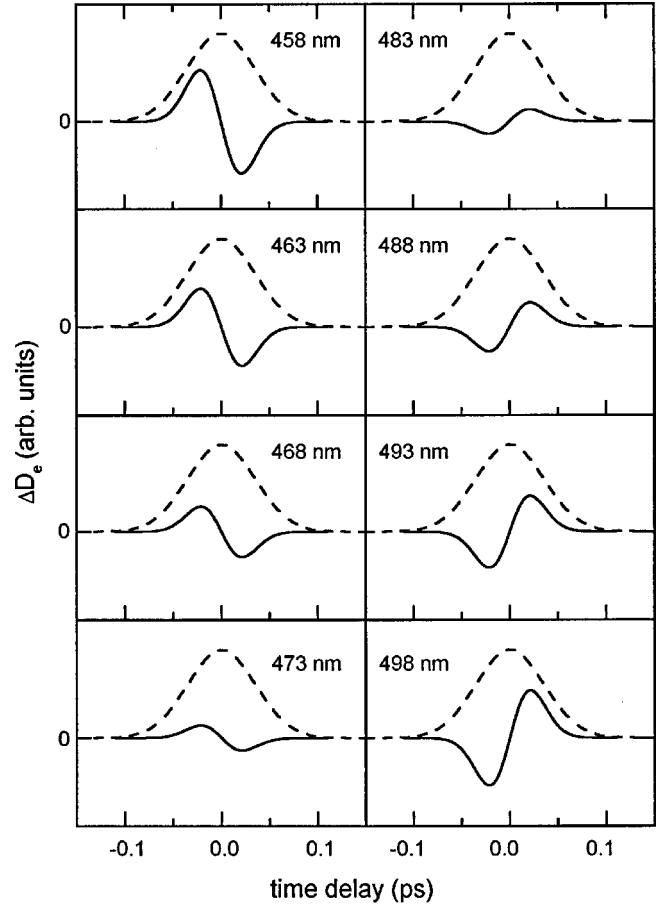 458 nm
483 nm
0
463 nm
488 nm
0
ΔDe (arb. units)
468 nm
493 nm
0
473 nm
498 nm
0
-0.1 0.0 0.1 -0.1 0.0 0.1
time delay (ps)